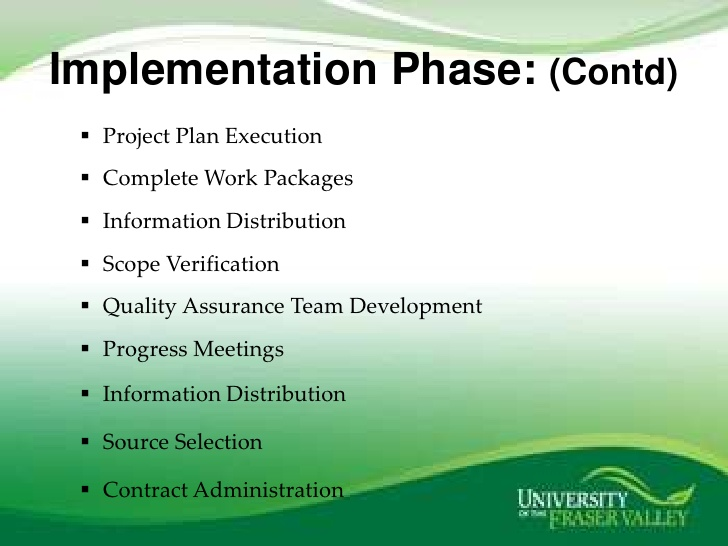 Implementation Phase: (Contd)
▪ Project Plan Execution
▪ Complete Work Packages
▪ Information Distribution
▪ Scope Verification
▪ Quality Assurance Team Development
▪ Progress Meetings
▪ Information Distribution
▪ Source Selection
▪ Contract Administration
UNIVERSITY
OF THE
FRASER VALLEY